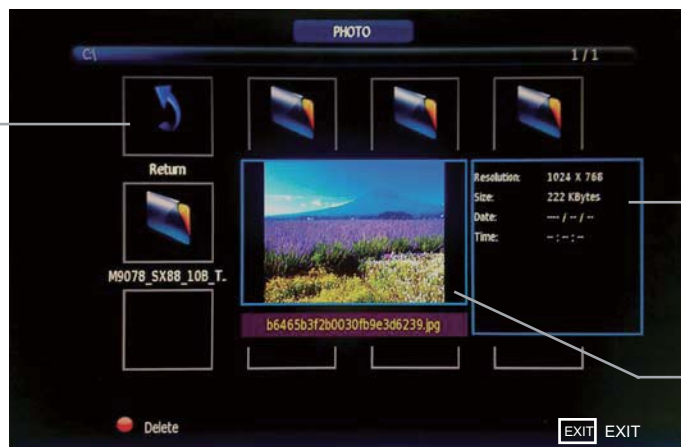 PHOTO
C:\ 1/1
Return
Resolution: 1024 X 768
Size: 222 KBytes
Date: ---- / -- / --
Time: -- : -- : --
M9078_SX88_10B_T..
b6465b3f2b0030fb9e3d6239.jpg
Delete
EXIT EXIT